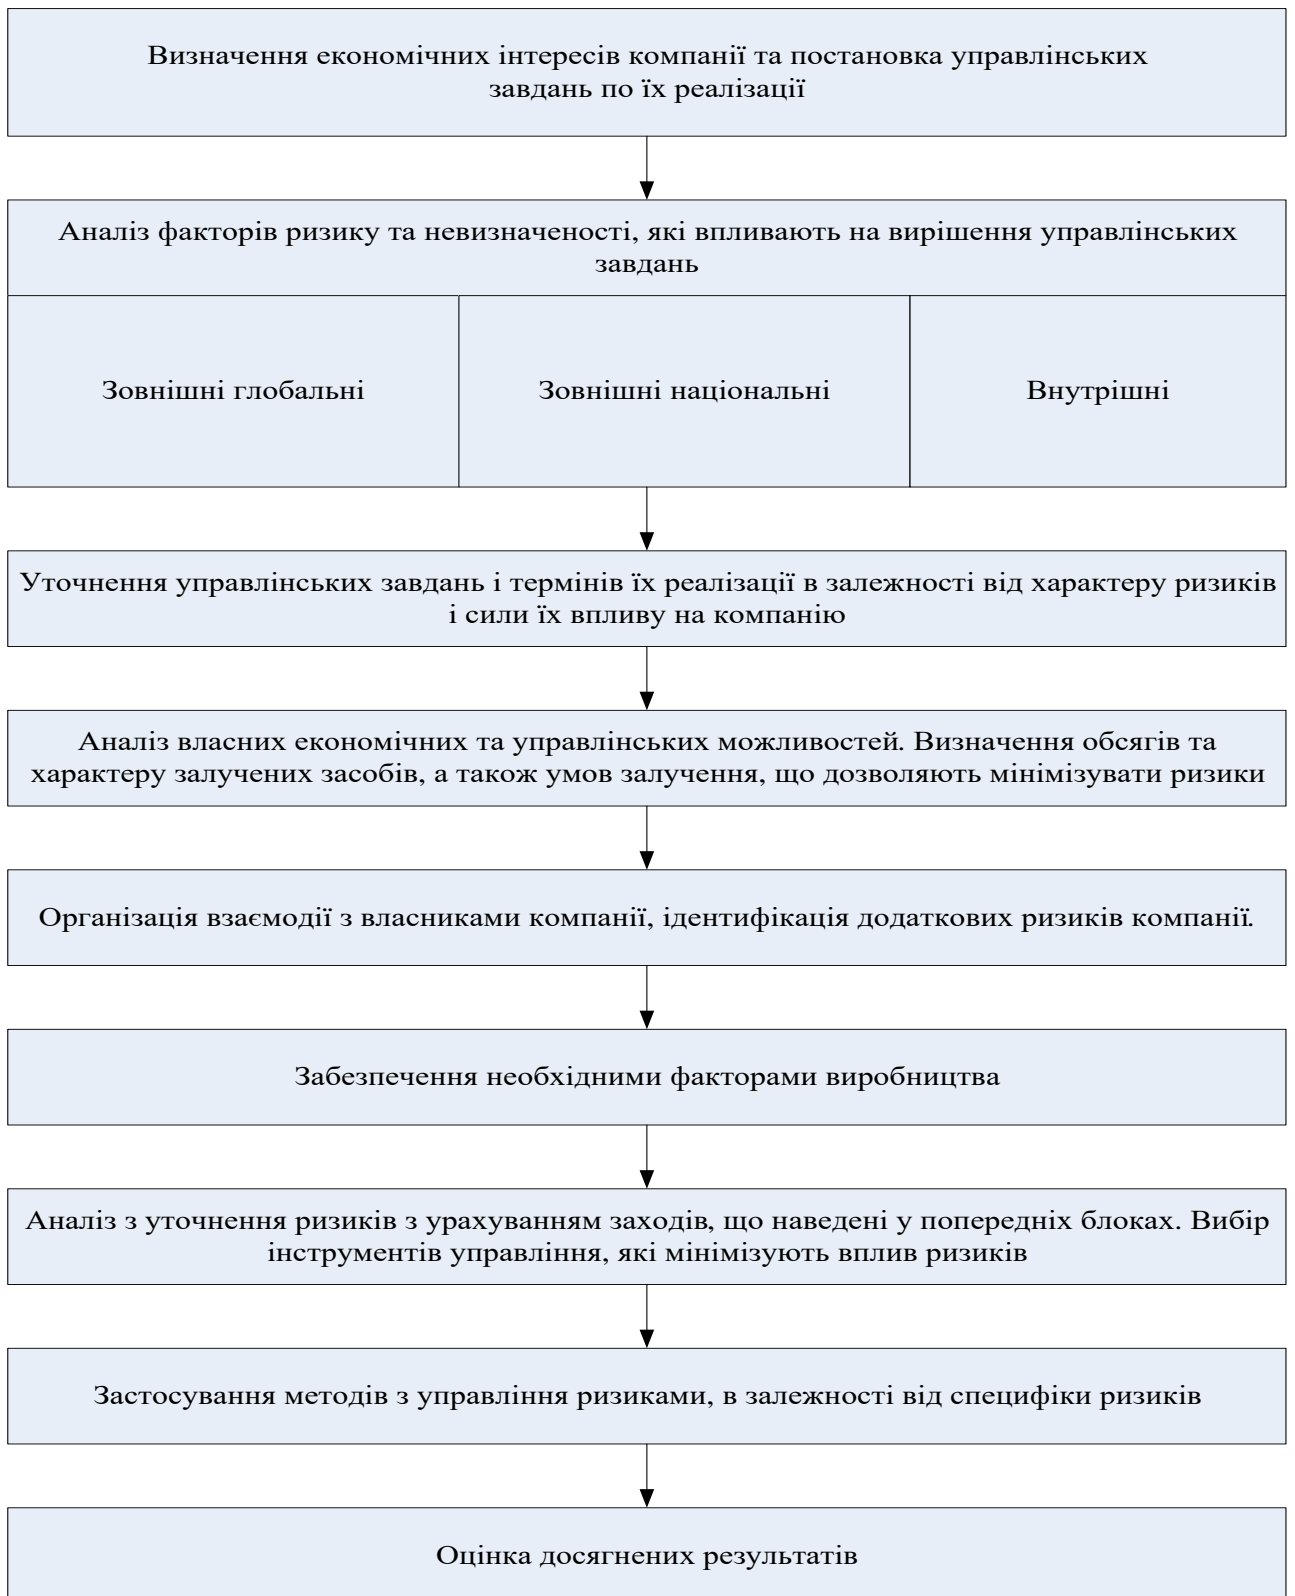 Визначення економічних інтересів компанії та постановка управлінських
завдань по їх реалізації
Аналіз факторів ризику та невизначеності, які впливають на вирішення управлінських
завдань
Зовнішні глобальні
Зовнішні національні
Внутрішні
Уточнення управлінських завдань і термінів їх реалізації в залежності від характеру ризиків
і сили їх впливу на компанію
Аналіз власних економічних та управлінських можливостей. Визначення обсягів та
характеру залучених засобів, а також умов залучення, що дозволяють мінімізувати ризики
Організація взаємодії з власниками компанії, ідентифікація додаткових ризиків компанії.
Забезпечення необхідними факторами виробництва
Аналіз з уточнення ризиків з урахуванням заходів, що наведені у попередніх блоках. Вибір
інструментів управління, які мінімізують вплив ризиків
Застосування методів з управління ризиками, в залежності від специфіки ризиків
Оцінка досягнених результатів